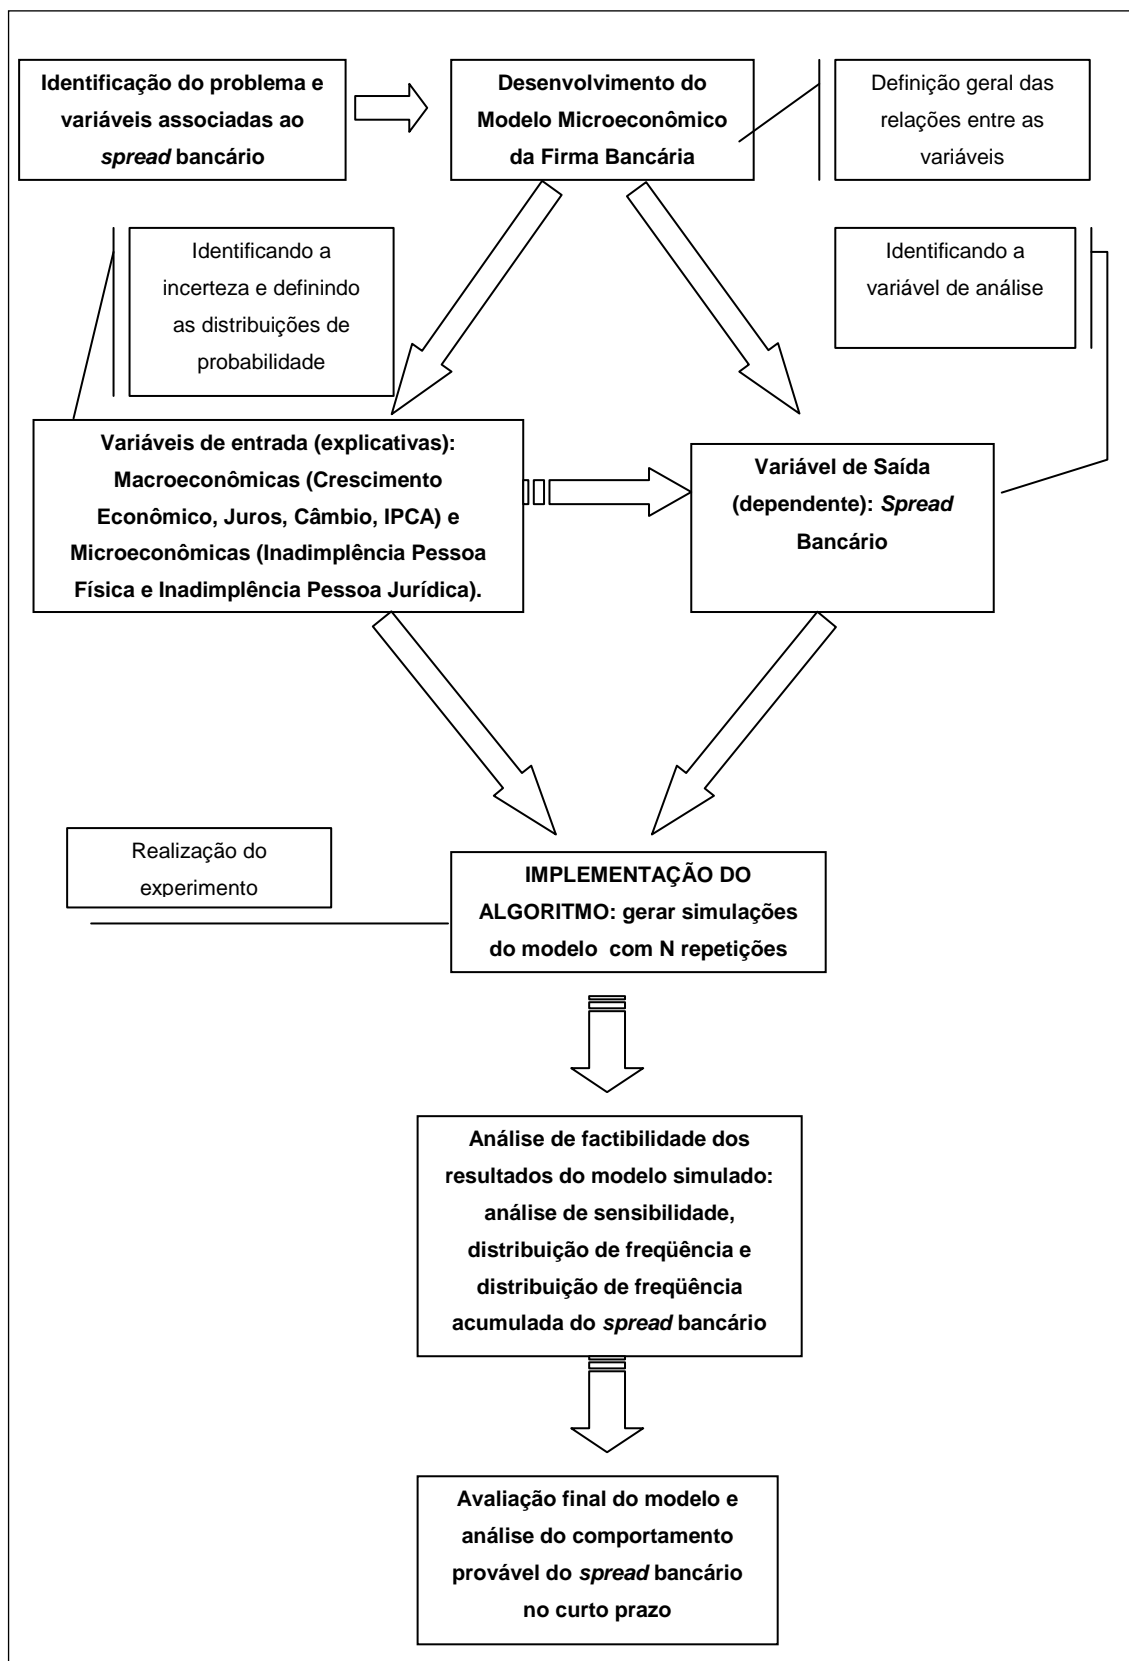 Identificação do problema e
variáveis associadas ao
spread bancário
Desenvolvimento do
Modelo Microeconômico
da Firma Bancária
Definição geral das
relações entre as
variáveis
Identificando a
incerteza e definindo
as distribuições de
probabilidade
Identificando a
variável de análise
Variáveis de entrada (explicativas):
Macroeconômicas (Crescimento
Econômico, Juros, Câmbio, IPCA) e
Microeconômicas (Inadimplência Pessoa
Física e Inadimplência Pessoa Jurídica).
Variável de Saída
(dependente): Spread
Bancário
Realização do
experimento
IMPLEMENTAÇÃO DO
ALGORITMO: gerar simulações
do modelo com N repetições
Análise de factibilidade dos
resultados do modelo simulado:
análise de sensibilidade,
distribuição de freqüência e
distribuição de freqüência
acumulada do spread bancário
Avaliação final do modelo e
análise do comportamento
provável do spread bancário
no curto prazo